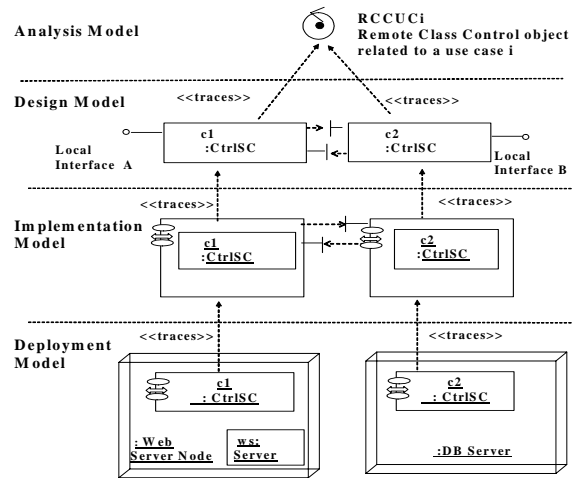 RCCUCi
Analysis Model
Remote Class Control object
related to a use case i
Design Model
<<traces>>
<<traces>>
c1
:CtrlSC
c2
:CtrlSC
Local
Interface A
Local
Interface B
<<traces>>
<<traces>>
Implementation
Model
c1
:CtrlSC
c2
:CtrlSC
<<traces>>
<<traces>>
Deployment
Model
c1
: CtrlSC
c2
: CtrlSC
: Web
Server Node
ws:
Server
:DB Server